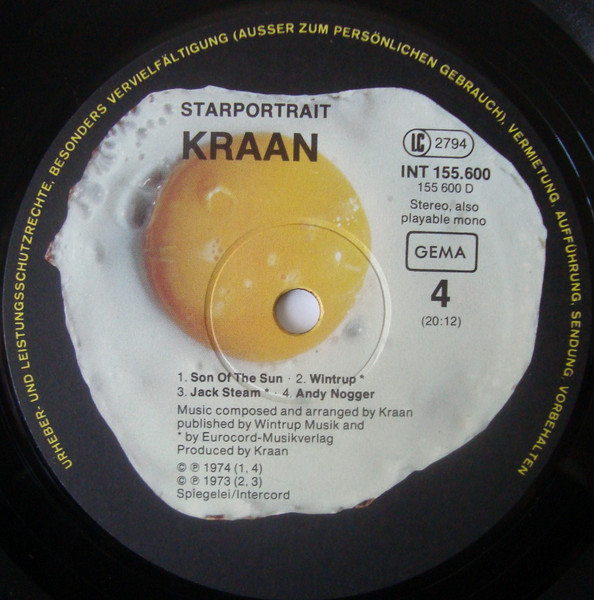 URHEBER- UND LEISTUNGSSCHUTZRECHTE, BESONDERS VERVIELFÄLTIGUNG (AUSSER ZUM PERSÖNLICHEN GEBRAUCH), VERMIETUNG, AUFFÜHRUNG, SENDUNG, VORBEHALTEN
STARPORTRAIT
KRAAN
LC 2794
INT 155.600
155 600 D
Stereo, also
playable mono
GEMA
4
(20:12)
1. Son Of The Sun · 2. Wintrup *
3. Jack Steam * · 4. Andy Nogger
Music composed and arranged by Kraan
published by Wintrup Musik and
* by Eurocord-Musikverlag
Produced by Kraan
© ℗ 1974 (1, 4)
© ℗ 1973 (2, 3)
Spiegelei/Intercord